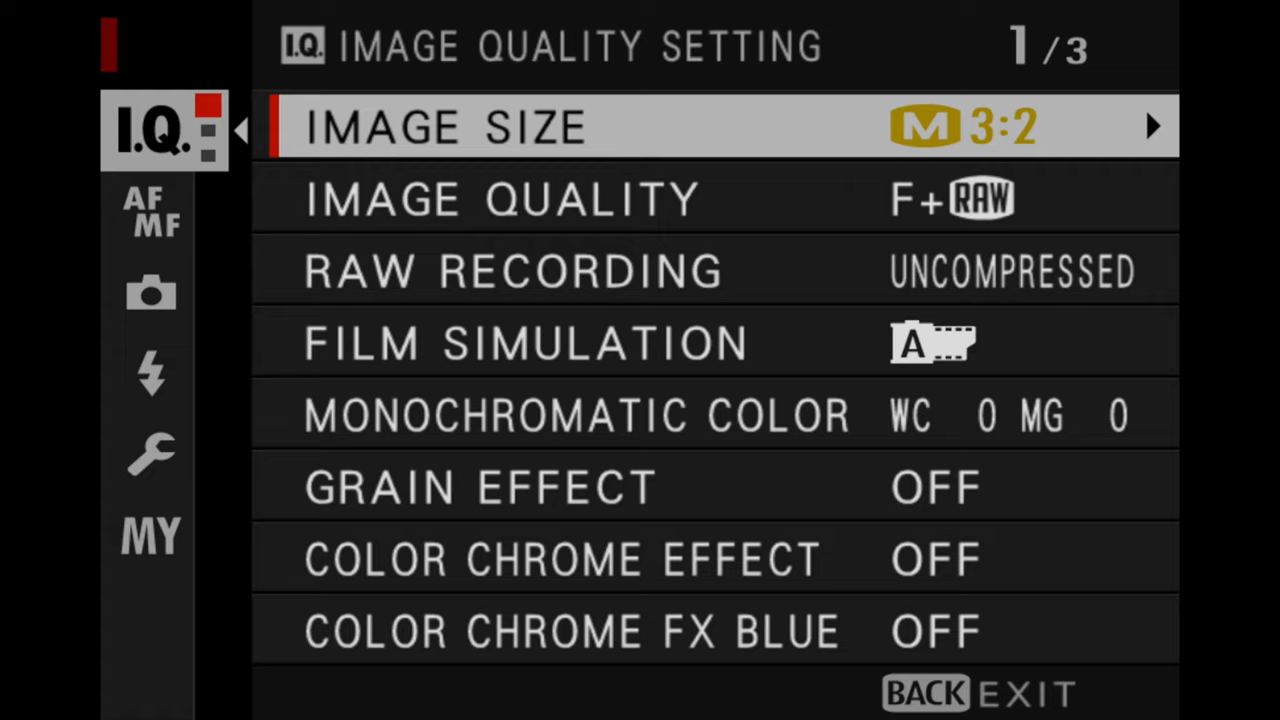 I.Q. IMAGE QUALITY SETTING 1/3
I.Q.
IMAGE SIZE M 3:2
AF
MF
IMAGE QUALITY F+RAW
RAW RECORDING UNCOMPRESSED
FILM SIMULATION A
MONOCHROMATIC COLOR WC 0 MG 0
GRAIN EFFECT OFF
MY
COLOR CHROME EFFECT OFF
COLOR CHROME FX BLUE OFF
BACK EXIT